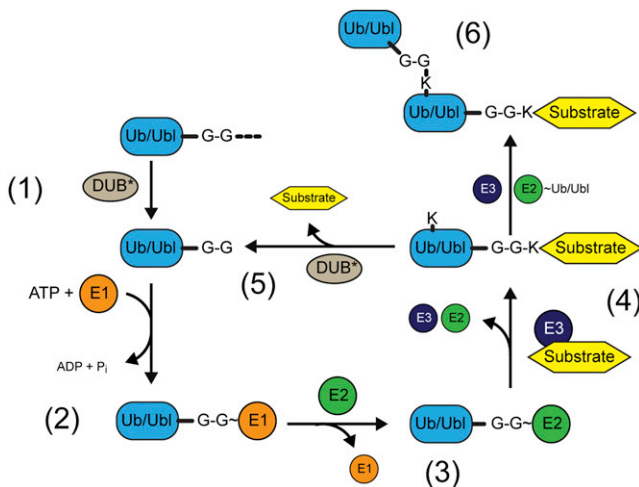 Ub/Ubl
G-G
K
(6)
Ub/Ubl G-G-K Substrate
Ub/Ubl G-G
(1)
DUB*
E3 E2 ~Ub/Ubl
Substrate
K
Ub/Ubl G-G
Ub/Ubl G-G-K Substrate
DUB*
(5)
(4)
ATP + E1
E3 E2
E3
Substrate
ADP + Pi
(2)
E2
Ub/Ubl G-G~E1
Ub/Ubl G-G~E2
E1
(3)